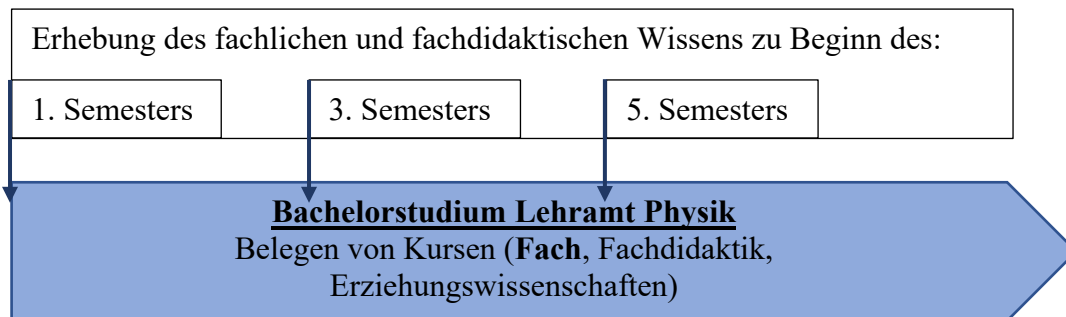 Erhebung des fachlichen und fachdidaktischen Wissens zu Beginn des:
1. Semesters
3. Semesters
5. Semesters
Bachelorstudium Lehramt Physik
Belegen von Kursen (Fach, Fachdidaktik,
Erziehungswissenschaften)